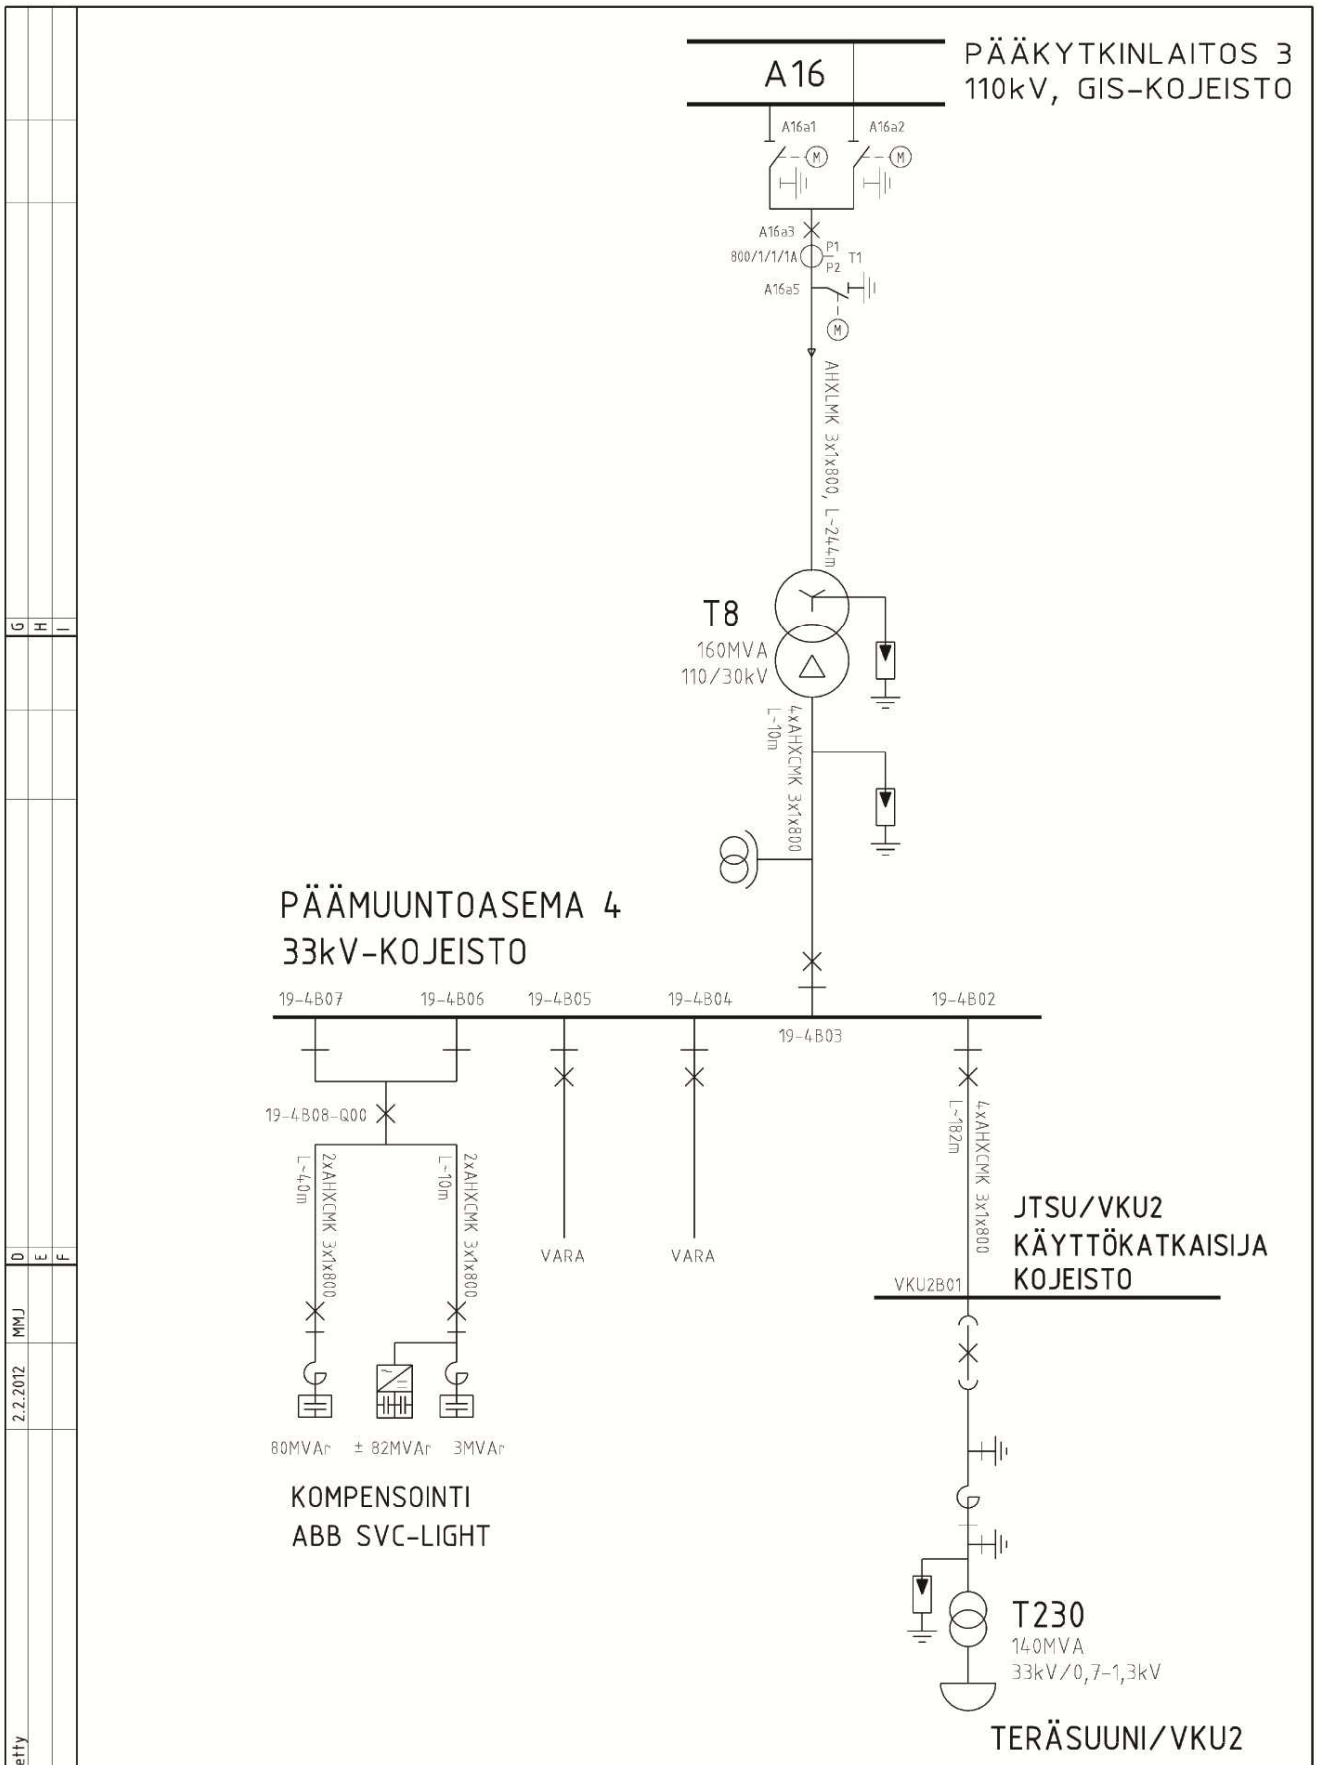 A16
PÄÄKYTKINLAITOS 3
110kV, GIS-KOJEISTO
A16a1
A16a2
M
M
A16a3
800/1/1/1A
P1
P2
T1
A16a5
M
AHXLMK 3x1x800, L~244m
T8
160MVA
110/30kV
4xAHXCMK 3x1x800
L~10m
PÄÄMUUNTOASEMA 4
33kV-KOJEISTO
19-4B07
19-4B06
19-4B05
19-4B04
19-4B02
19-4B03
19-4B08-Q00
2xAHXCMK 3x1x800
L~40m
2xAHXCMK 3x1x800
L~10m
4xAHXCMK 3x1x800
L~182m
VARA
VARA
JTSU/VKU2
KÄYTTÖKATKAISIJA
KOJEISTO
VKU2B01
80MVAr
± 82MVAr
3MVAr
KOMPENSOINTI
ABB SVC-LIGHT
T230
140MVA
33kV/0,7-1,3kV
TERÄSUUNI/VKU2
G
H
I
D
E
F
MMJ
2.2.2012
etty